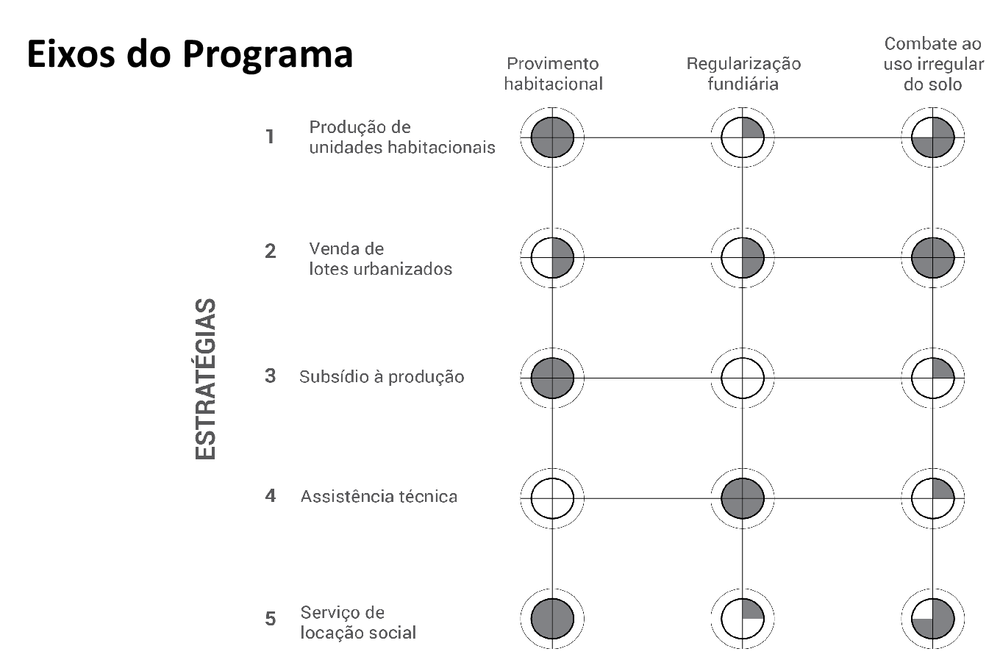 Eixos do Programa
Provimento
habitacional
Regularização
fundiária
Combate ao
uso irregular
do solo
ESTRATÉGIAS
1
Produção de
unidades habitacionais
2
Venda de
lotes urbanizados
3
Subsídio à produção
4
Assistência técnica
5
Serviço de
locação social